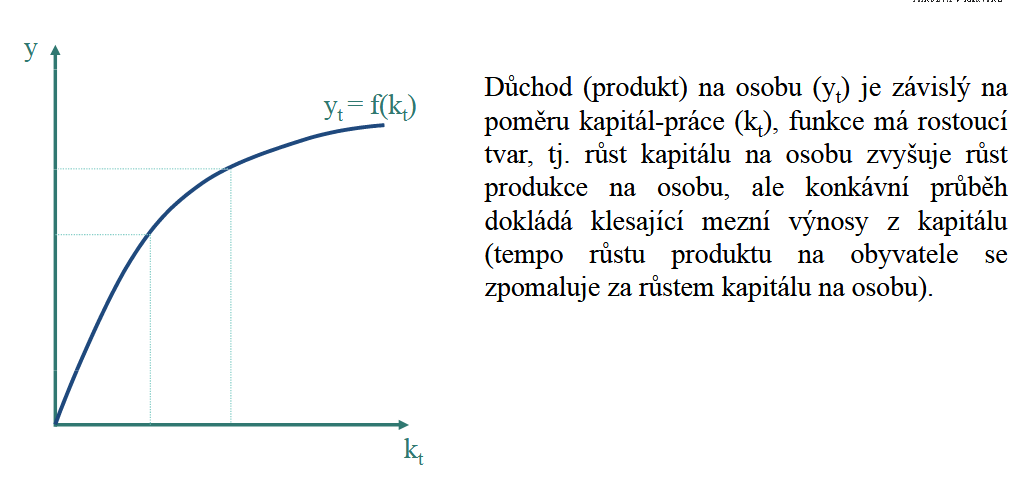 y
yₜ = f(kₜ)
kₜ
Důchod (produkt) na osobu (yₜ) je závislý na
poměru kapitál-práce (kₜ), funkce má rostoucí
tvar, tj. růst kapitálu na osobu zvyšuje růst
produkce na osobu, ale konkávní průběh
dokládá klesající mezní výnosy z kapitálu
(tempo růstu produktu na obyvatele se
zpomaluje za růstem kapitálu na osobu).